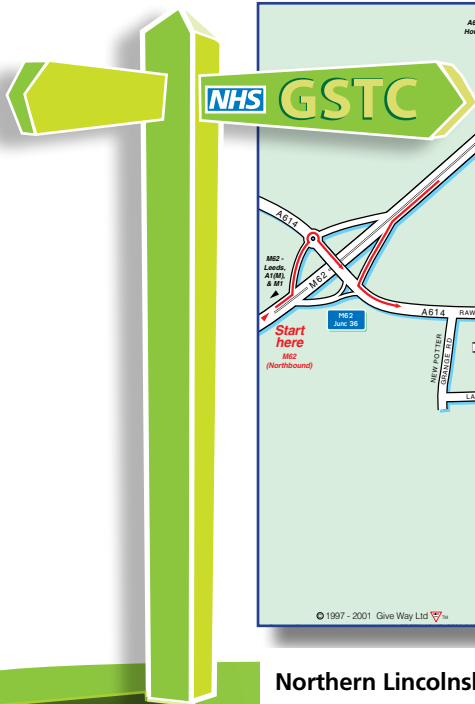 NHS GSTC
A614
M62 -
Leeds,
A1(M),
& M1
M62
Start
here
M62
(Northbound)
M62
Junc 36
A614
NEW POTTER
GRANGE RD
© 1997 - 2001 Give Way Ltd
Northern